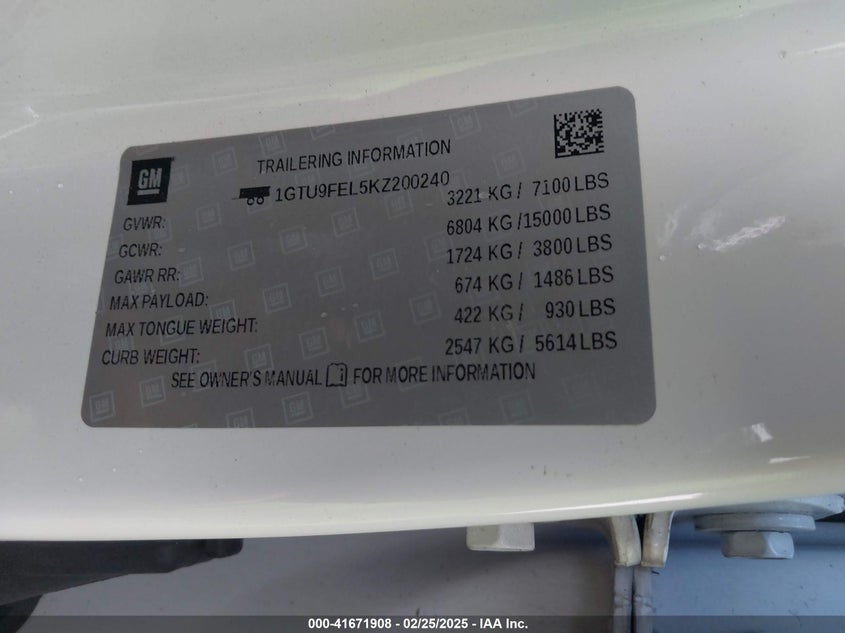 GM
TRAILERING INFORMATION
1GTU9FEL5KZ200240
GVWR: 3221 KG / 7100 LBS
GCWR: 6804 KG /15000 LBS
GAWR RR: 1724 KG / 3800 LBS
MAX PAYLOAD: 674 KG / 1486 LBS
MAX TONGUE WEIGHT: 422 KG / 930 LBS
CURB WEIGHT: 2547 KG / 5614 LBS
SEE OWNER'S MANUAL FOR MORE INFORMATION
000-41671908 - 02/25/2025 - IAA Inc.